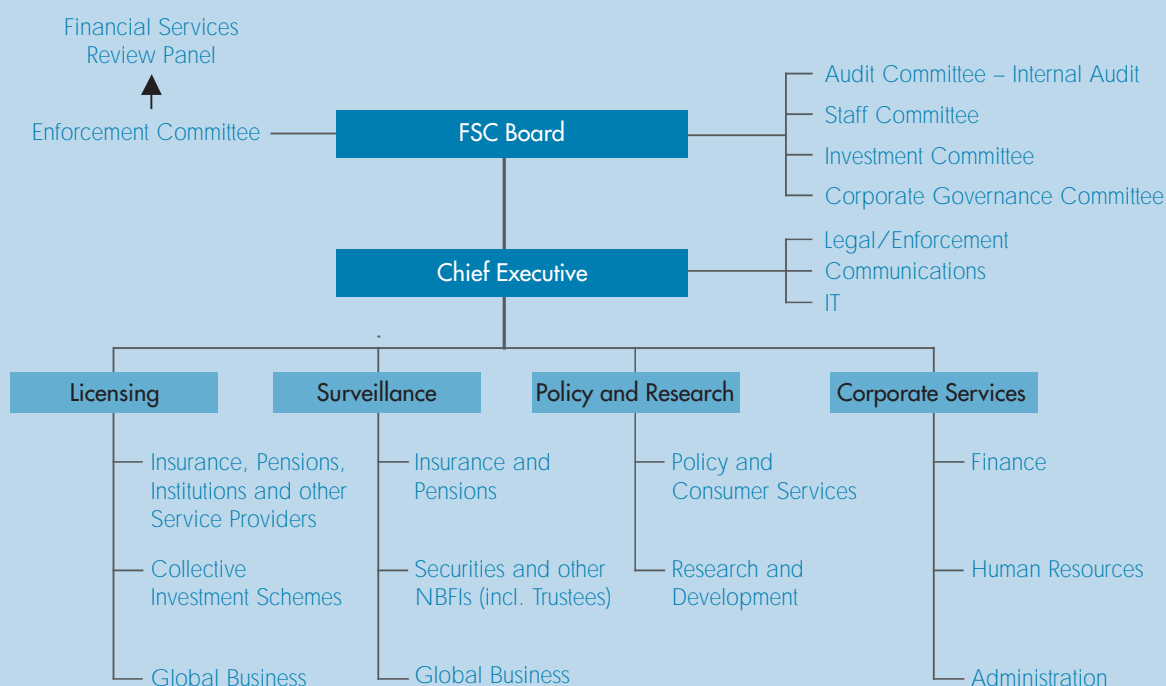 Financial Services
Review Panel
Enforcement Committee
FSC Board
Audit Committee – Internal Audit
Staff Committee
Investment Committee
Corporate Governance Committee
Chief Executive
Legal/Enforcement
Communications
IT
Licensing
Surveillance
Policy and Research
Corporate Services
Insurance, Pensions,
Institutions and other
Service Providers
Collective
Investment Schemes
Global Business
Insurance and
Pensions
Securities and other
NBFIs (incl. Trustees)
Global Business
Policy and
Consumer Services
Research and
Development
Finance
Human Resources
Administration